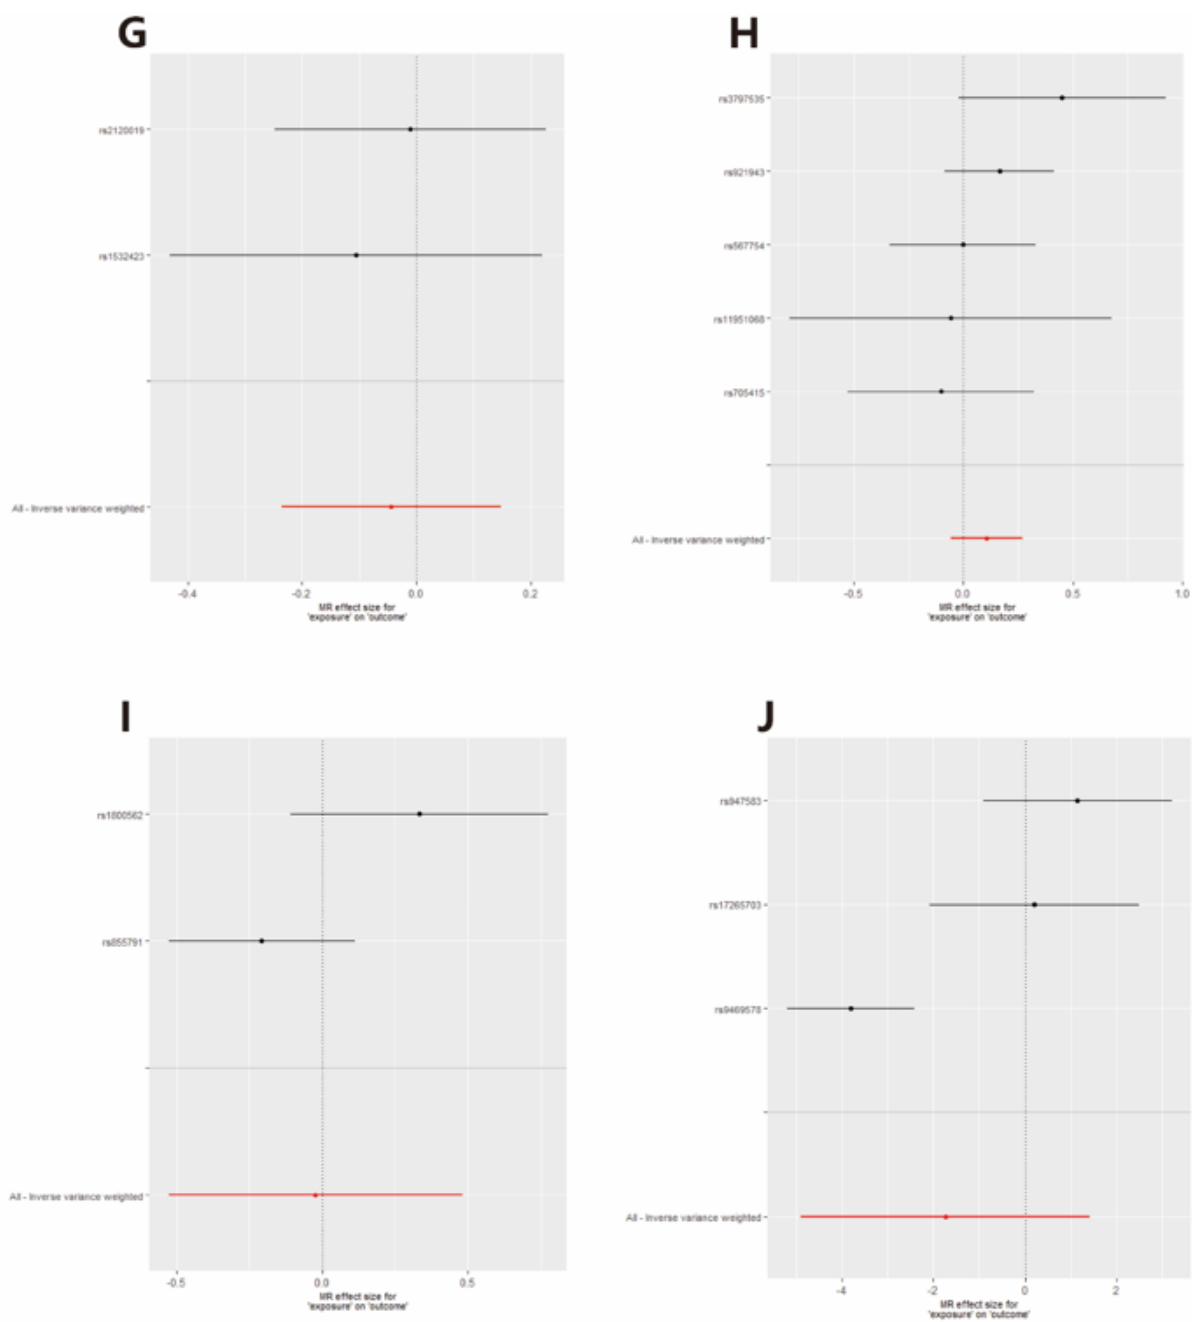 G
rs2120019
rs1532423
All - Inverse variance weighted
-0.4 -0.2 0.0 0.2
MR effect size for
'exposure' on 'outcome'
H
rs3797535
rs921943
rs567754
rs11951068
rs705415
All - Inverse variance weighted
-0.5 0.0 0.5 1.0
MR effect size for
'exposure' on 'outcome'
I
rs1800562
rs855791
All - Inverse variance weighted
-0.5 0.0 0.5
MR effect size for
'exposure' on 'outcome'
J
rs947583
rs17265703
rs9469578
All - Inverse variance weighted
-4 -2 0 2
MR effect size for
'exposure' on 'outcome'